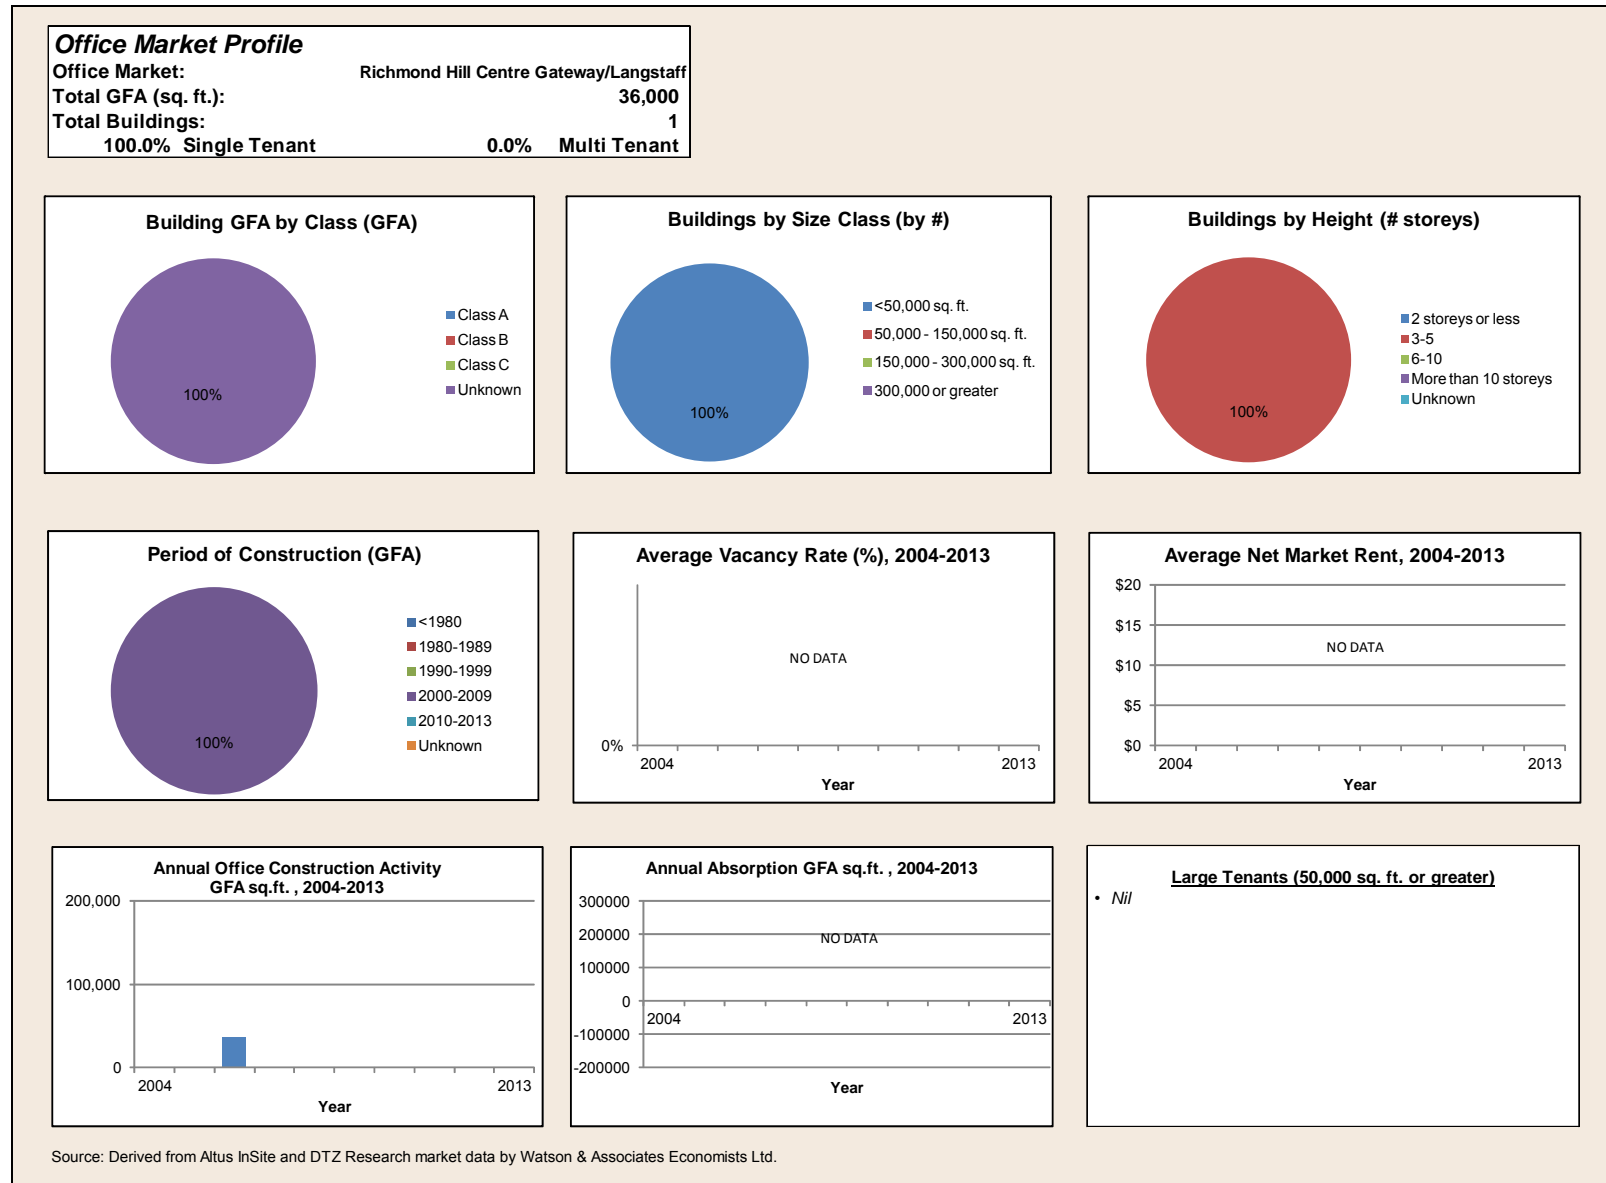 Office Market Profile
Office Market: Richmond Hill Centre Gateway/Langstaff
Total GFA (sq. ft.): 36,000
Total Buildings: 1
100.0% Single Tenant 0.0% Multi Tenant
Building GFA by Class (GFA)
100%
Class A
Class B
Class C
Unknown
Buildings by Size Class (by #)
100%
<50,000 sq. ft.
50,000 - 150,000 sq. ft.
150,000 - 300,000 sq. ft.
300,000 or greater
Buildings by Height (# storeys)
100%
2 storeys or less
3-5
6-10
More than 10 storeys
Unknown
Period of Construction (GFA)
100%
<1980
1980-1989
1990-1999
2000-2009
2010-2013
Unknown
Average Vacancy Rate (%), 2004-2013
NO DATA
0%
2004 2013
Year
Average Net Market Rent, 2004-2013
$20
$15
NO DATA
$10
$5
$0
2004 2013
Year
Annual Office Construction Activity
GFA sq.ft. , 2004-2013
200,000
100,000
0
2004 2013
Year
Annual Absorption GFA sq.ft. , 2004-2013
300000
200000
NO DATA
100000
0
2004 2013
-100000
-200000
Year
Large Tenants (50,000 sq. ft. or greater)
• Nil
Source: Derived from Altus InSite and DTZ Research market data by Watson & Associates Economists Ltd.